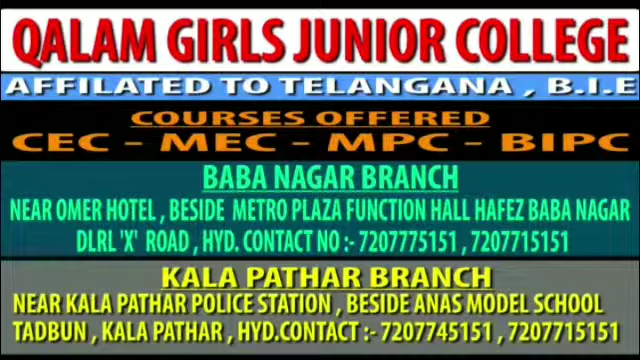 QALAM GIRLS JUNIOR COLLEGE
AFFILATED TO TELANGANA , B.I.E
COURSES OFFERED
CEC - MEC - MPC - BIPC
BABA NAGAR BRANCH
NEAR OMER HOTEL , BESIDE METRO PLAZA FUNCTION HALL HAFEZ BABA NAGAR
DLRL 'X' ROAD , HYD. CONTACT NO :- 7207775151 , 7207715151
KALA PATHAR BRANCH
NEAR KALA PATHAR POLICE STATION , BESIDE ANAS MODEL SCHOOL
TADBUN , KALA PATHAR , HYD.CONTACT :- 7207745151 , 7207715151